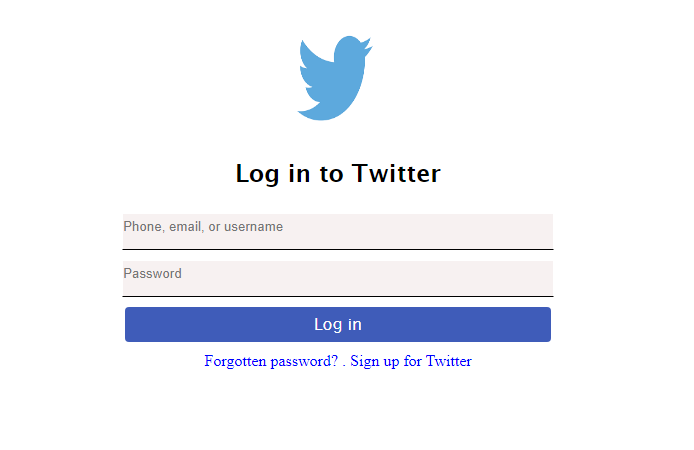 Log in to Twitter
Phone, email, or username
Password
Log in
Forgotten password? . Sign up for Twitter